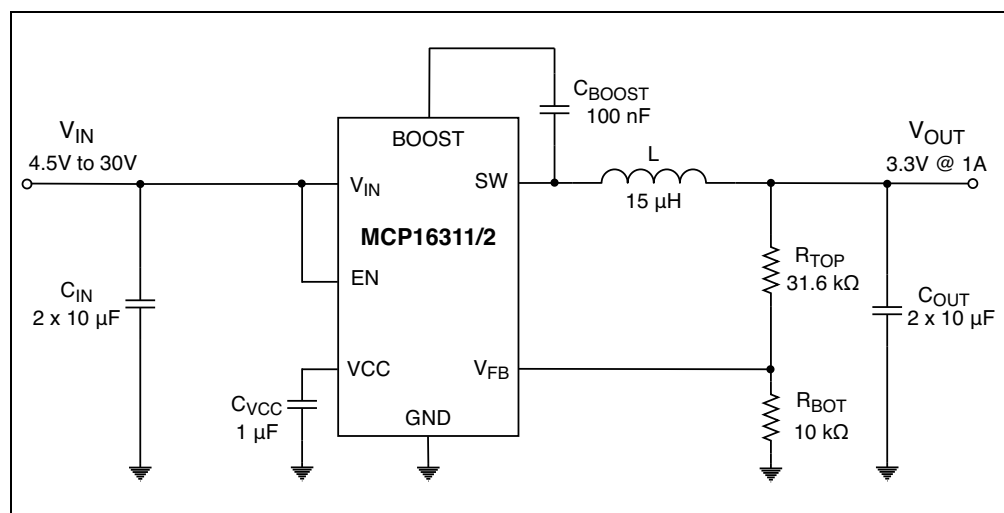 V_IN
4.5V to 30V
C_IN
2 x 10 µF
C_VCC
1 µF
BOOST
V_IN
SW
MCP16311/2
EN
VCC
V_FB
GND
C_BOOST
100 nF
L
15 µH
V_OUT
3.3V @ 1A
R_TOP
31.6 kΩ
C_OUT
2 x 10 µF
R_BOT
10 kΩ